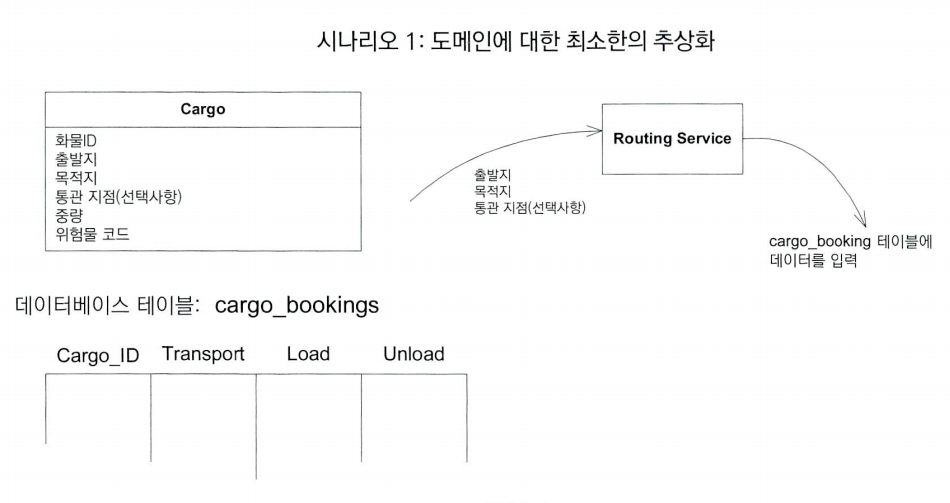 시나리오 1: 도메인에 대한 최소한의 추상화
Cargo
화물ID
출발지
목적지
통관 지점(선택사항)
중량
위험물 코드
출발지
목적지
통관 지점(선택사항)
Routing Service
cargo_booking 테이블에
데이터를 입력
데이터베이스 테이블: cargo_bookings
Cargo_ID Transport Load Unload